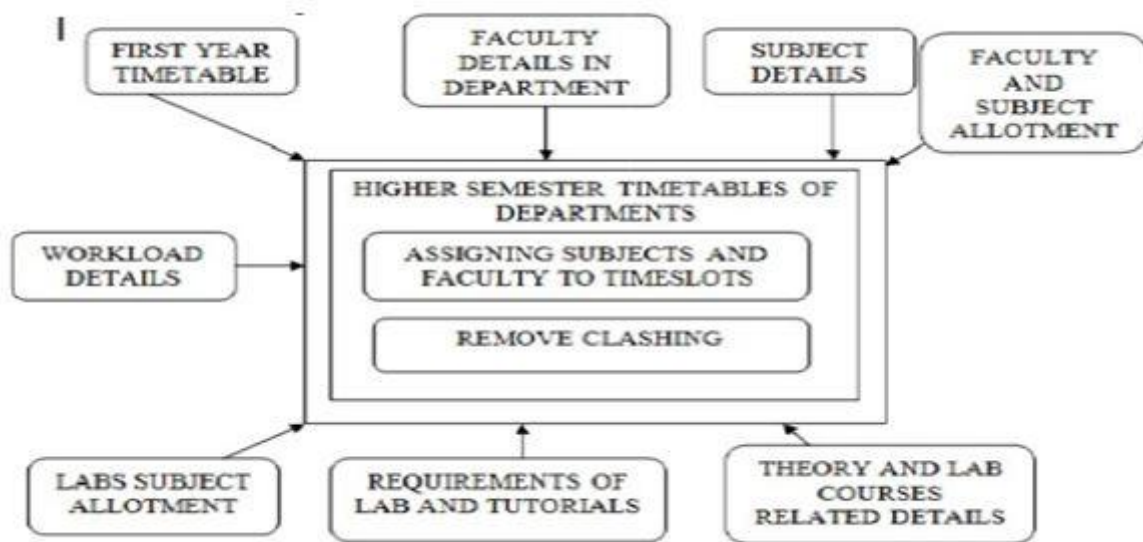 FIRST YEAR
TIMETABLE
FACULTY
DETAILS IN
DEPARTMENT
SUBJECT
DETAILS
FACULTY
AND
SUBJECT
ALLOTMENT
HIGHER SEMESTER TIMETABLES OF
DEPARTMENTS
WORKLOAD
DETAILS
ASSIGNING SUBJECTS AND
FACULTY TO TIMESLOTS
REMOVE CLASHING
LABS SUBJECT
ALLOTMENT
REQUIREMENTS OF
LAB AND TUTORIALS
THEORY AND LAB
COURSES
RELATED DETAILS